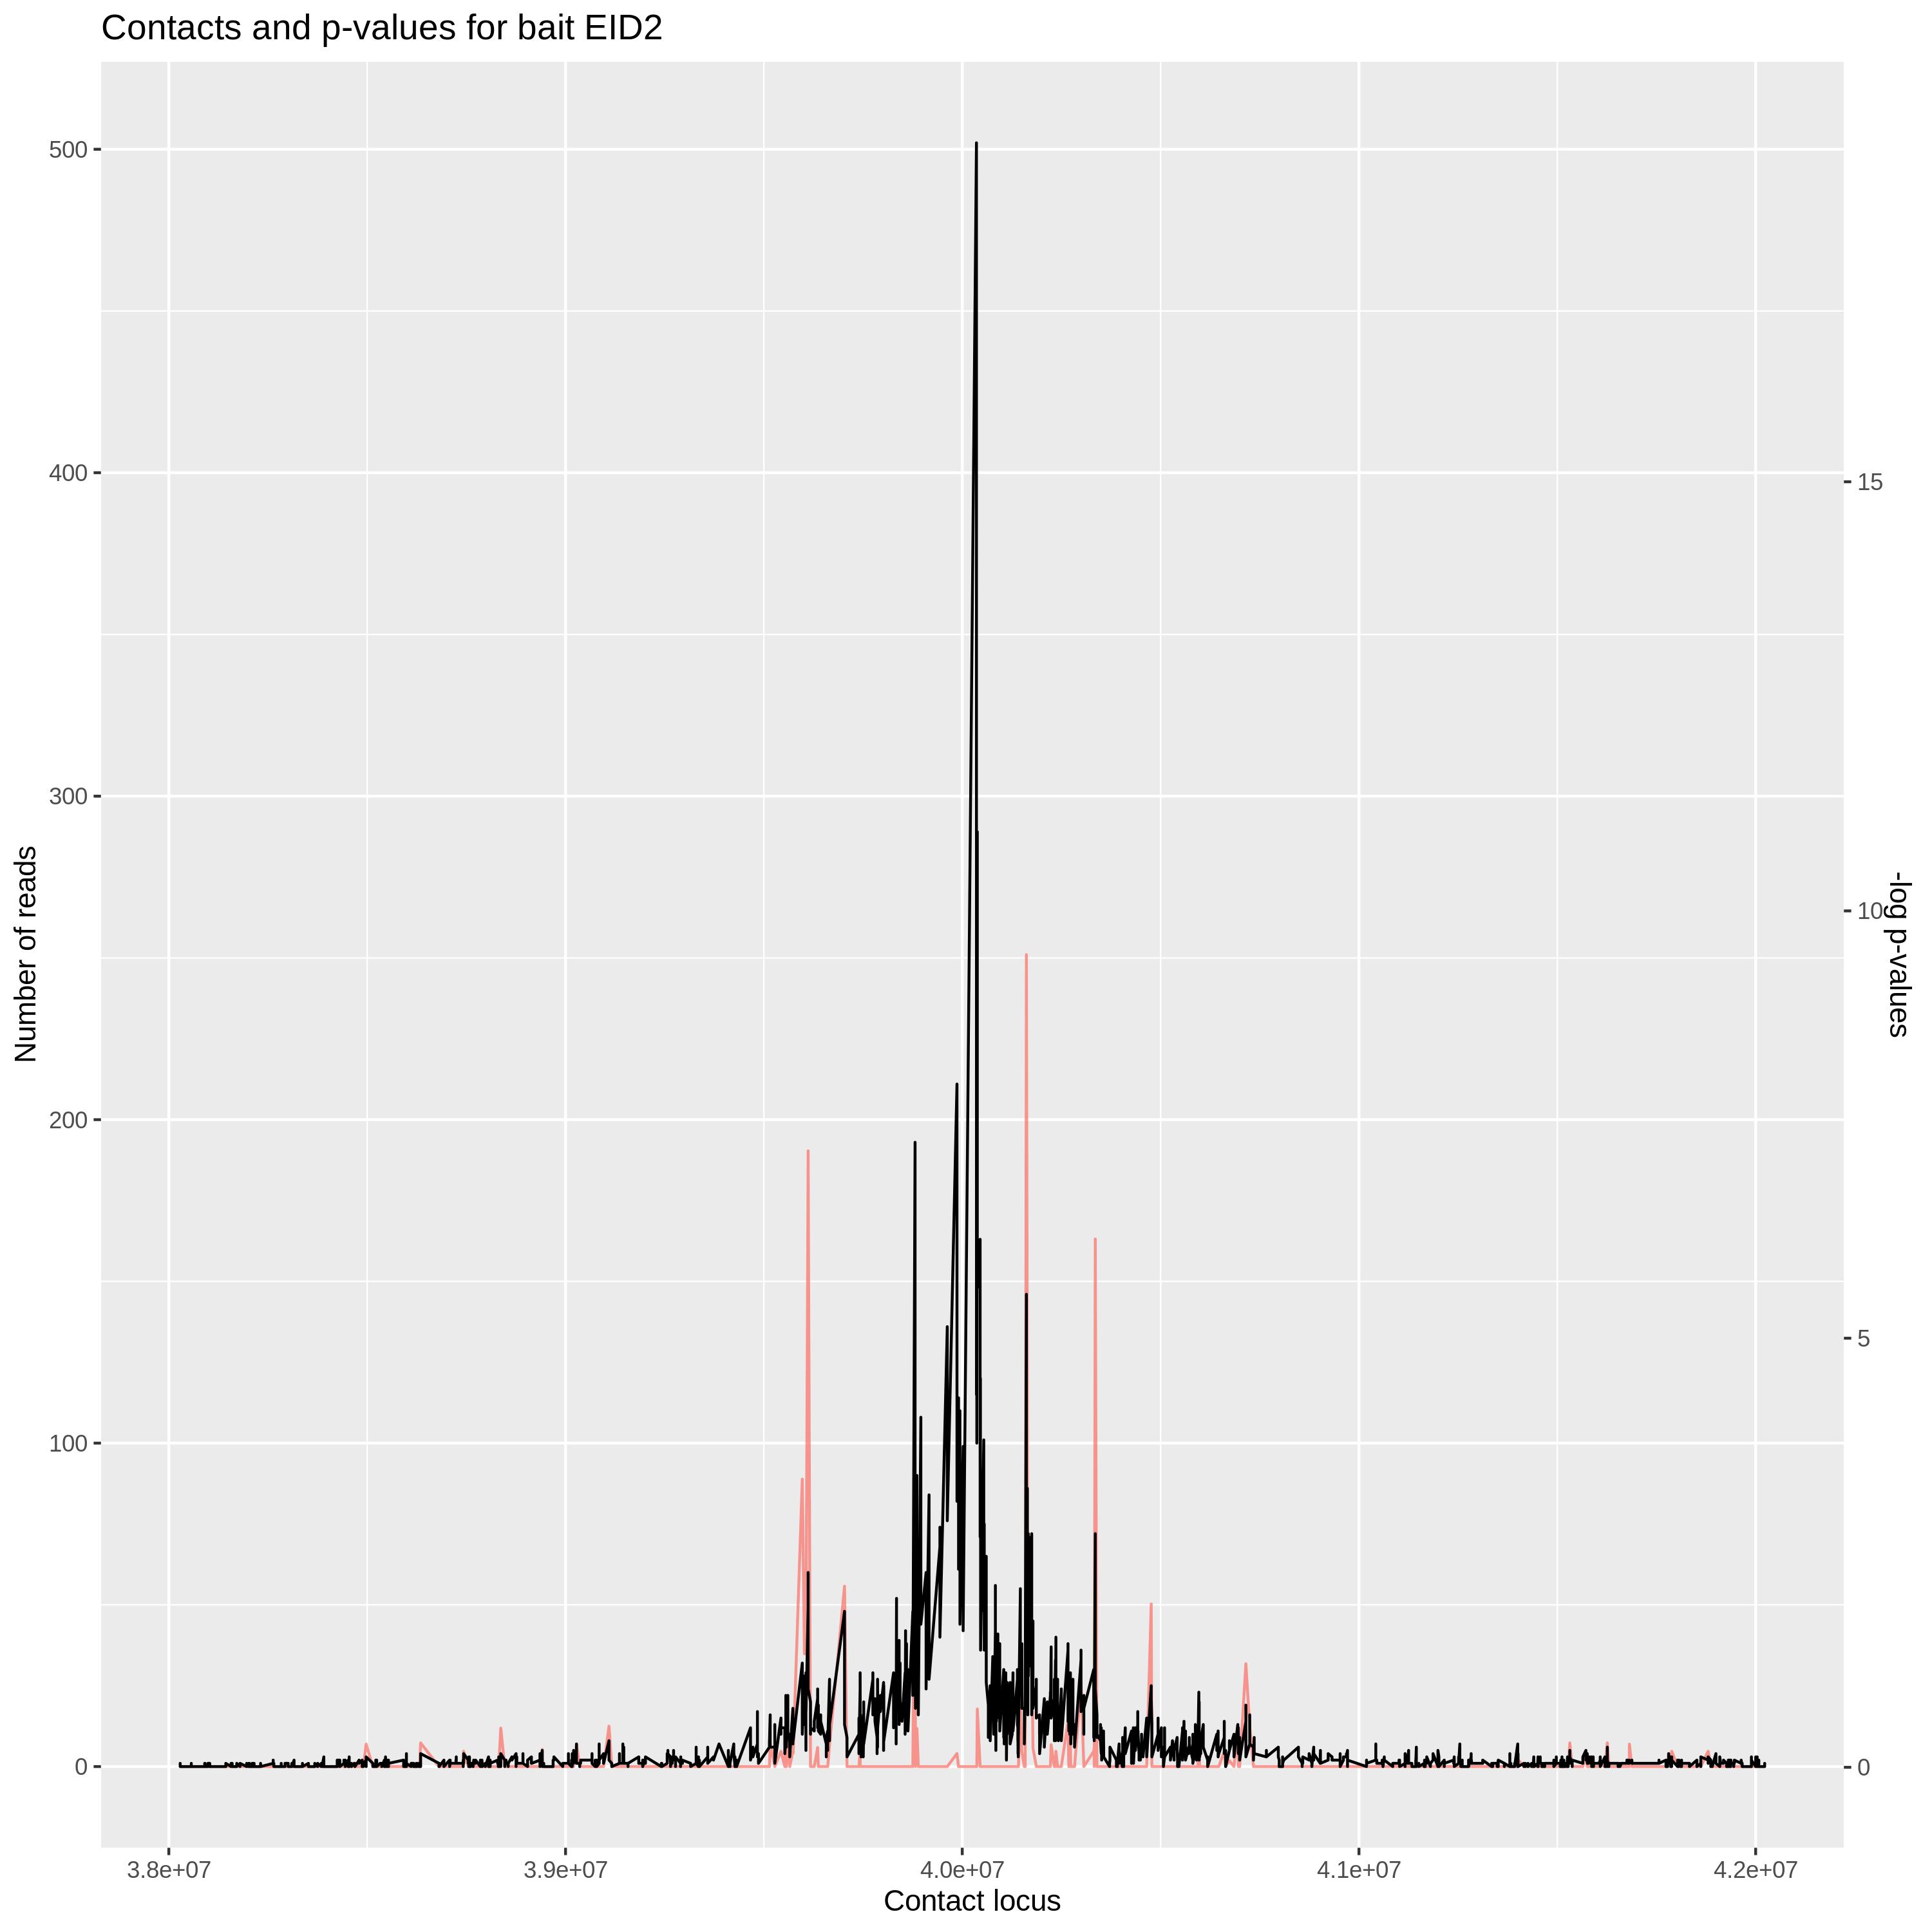 Contacts and p-values for bait EID2
500
400
300
200
100
0
Number of reads
15
10
5
0
-log p-values
3.8e+07
3.9e+07
4.0e+07
4.1e+07
4.2e+07
Contact locus